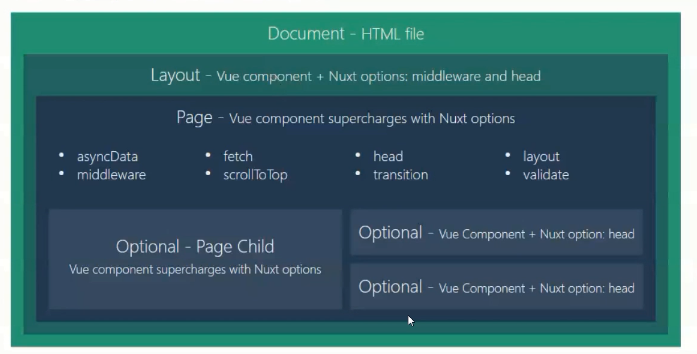 Document - HTML file
Layout - Vue component + Nuxt options: middleware and head
Page - Vue component supercharges with Nuxt options
• asyncData • fetch • head • layout
• middleware • scrollToTop • transition • validate
Optional - Page Child
Vue component supercharges with Nuxt options
Optional - Vue Component + Nuxt option: head
Optional - Vue Component + Nuxt option: head